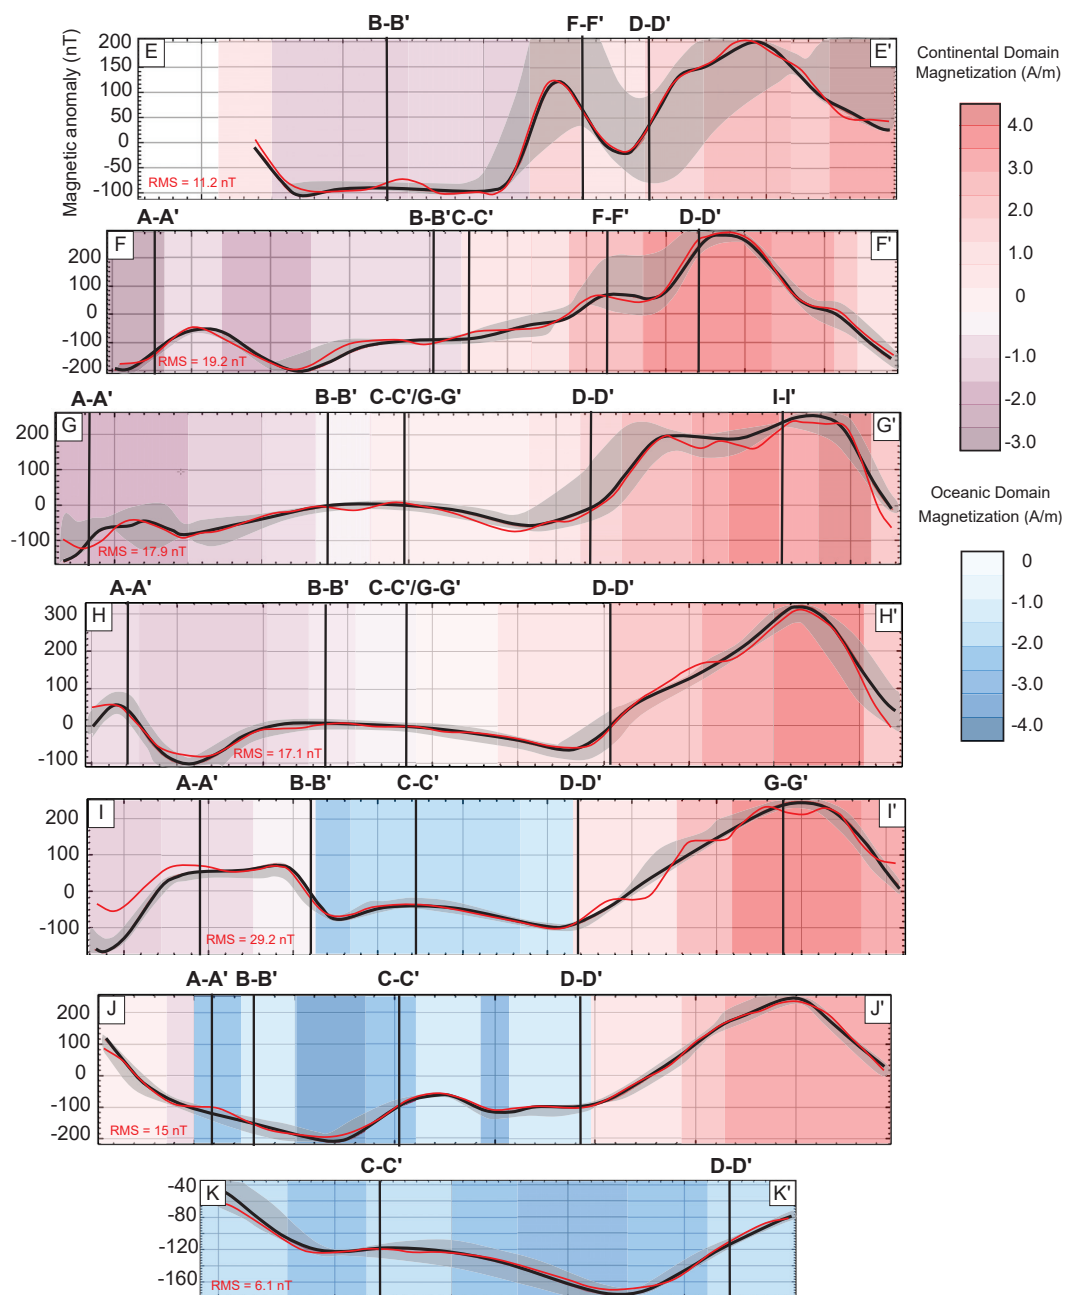 B-B' F-F' D-D'
E E'
Magnetic anomaly (nT)
200
150
100
50
0
-50
-100
RMS = 11.2 nT
Continental Domain
Magnetization (A/m)
4.0
3.0
2.0
1.0
0
-1.0
-2.0
-3.0
A-A' B-B' C-C' F-F' D-D'
F F'
200
100
0
-100
-200
RMS = 19.2 nT
A-A' B-B' C-C'/G-G' D-D' I-I'
G G'
200
100
0
-100
RMS = 17.9 nT
Oceanic Domain
Magnetization (A/m)
0
-1.0
-2.0
-3.0
-4.0
A-A' B-B' C-C'/G-G' D-D'
H H'
300
200
100
0
-100
RMS = 17.1 nT
A-A' B-B' C-C' D-D' G-G'
I I'
200
100
0
-100
RMS = 29.2 nT
A-A' B-B' C-C' D-D'
J J'
200
100
0
-100
-200
RMS = 15 nT
C-C' D-D'
K K'
-40
-80
-120
-160
RMS = 6.1 nT